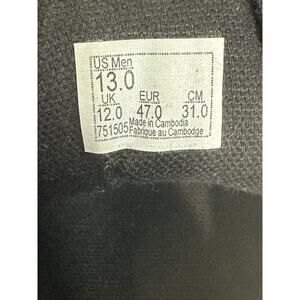 US Men
13.0
UK EUR CM
12.0 47.0 31.0
751505 Made in Cambodia
Fabrique au Cambodge